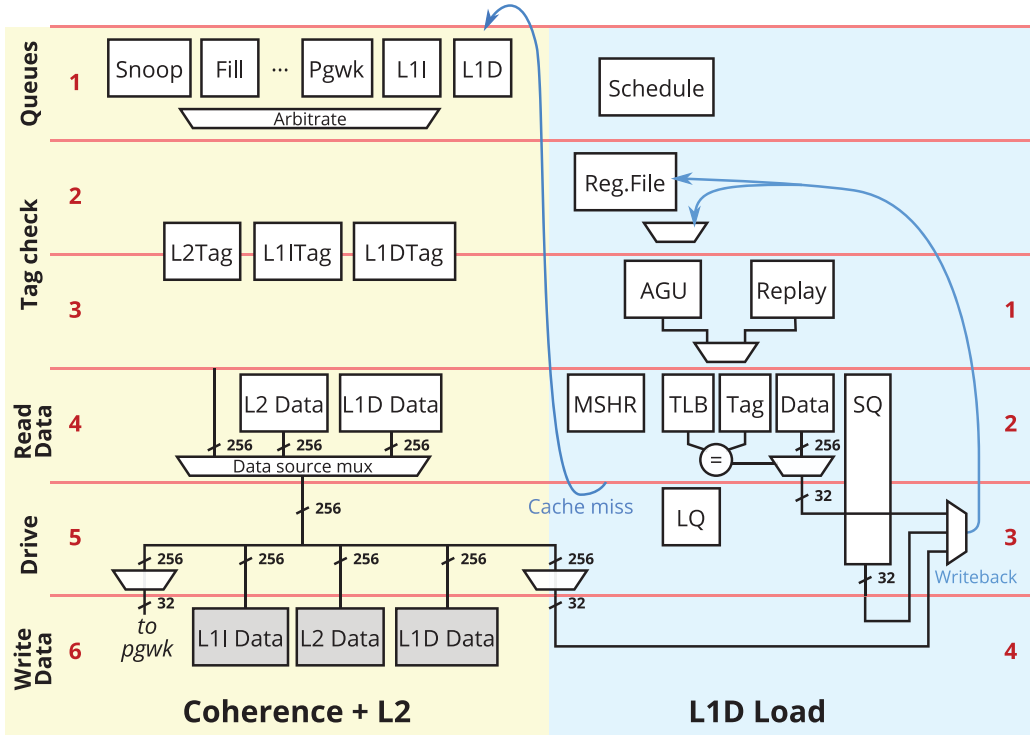 Queues
1
Snoop
Fill
...
Pgwk
L1I
L1D
Arbitrate
Schedule
Tag check
2
Reg.File
L2Tag
L1ITag
L1DTag
3
AGU
Replay
1
Read
Data
4
L2 Data
L1D Data
256
256
256
Data source mux
MSHR
TLB
Tag
Data
SQ
=
256
2
32
Cache miss
LQ
Drive
5
256
256
256
256
256
256
32
32
32
Writeback
3
Write
Data
6
to
pgwk
L1I Data
L2 Data
L1D Data
4
Coherence + L2
L1D Load